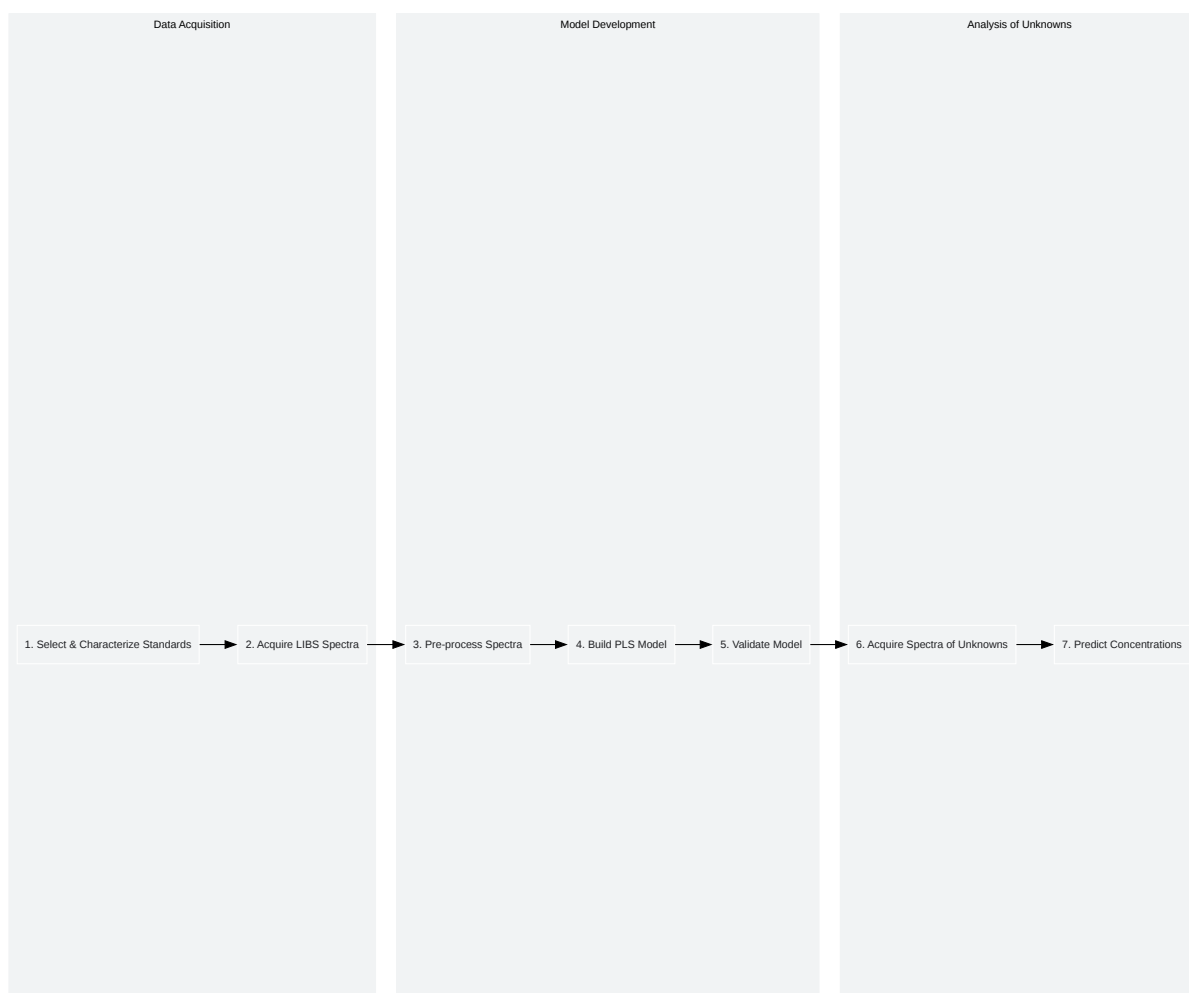 Data Acquisition
Model Development
Analysis of Unknowns
1. Select & Characterize Standards
2. Acquire LIBS Spectra
3. Pre-process Spectra
4. Build PLS Model
5. Validate Model
6. Acquire Spectra of Unknowns
7. Predict Concentrations